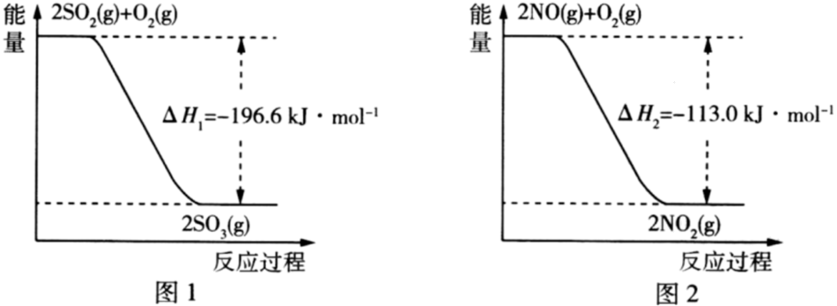 能量
2SO₂(g)+O₂(g)
ΔH₁=-196.6 kJ·mol⁻¹
2SO₃(g)
反应过程
图1
能量
2NO(g)+O₂(g)
ΔH₂=-113.0 kJ·mol⁻¹
2NO₂(g)
反应过程
图2